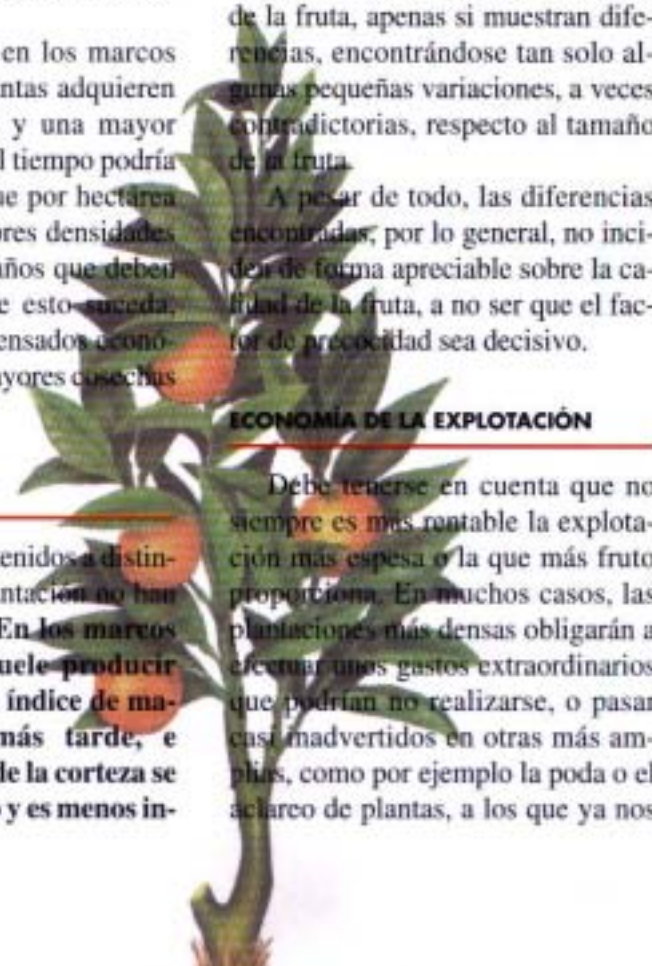 en los marcos
ntas adquieren
y una mayor
l tiempo podría
ue por hectárea
ores densidades
años que deben
e esto suceda,
ensados econó-
ayores cosechas
enidos a distin-
ntación no han
En los marcos
uele producir
índice de ma-
más tarde, e
de la corteza se
o y es menos in-
de la fruta, apenas si muestran dife-
rencias, encontrándose tan solo al-
gunas pequeñas variaciones, a veces
contradictorias, respecto al tamaño
de la fruta.
A pesar de todo, las diferencias
encontradas, por lo general, no inci-
den de forma apreciable sobre la ca-
lidad de la fruta, a no ser que el fac-
tor de precocidad sea decisivo.
ECONOMÍA DE LA EXPLOTACIÓN
Debe tenerse en cuenta que no
siempre es más rentable la explota-
ción más espesa o la que más fruto
proporciona. En muchos casos, las
plantaciones más densas obligarán a
efectuar unos gastos extraordinarios
que podrían no realizarse, o pasar
casi inadvertidos en otras más am-
plias, como por ejemplo la poda o el
aclareo de plantas, a los que ya nos